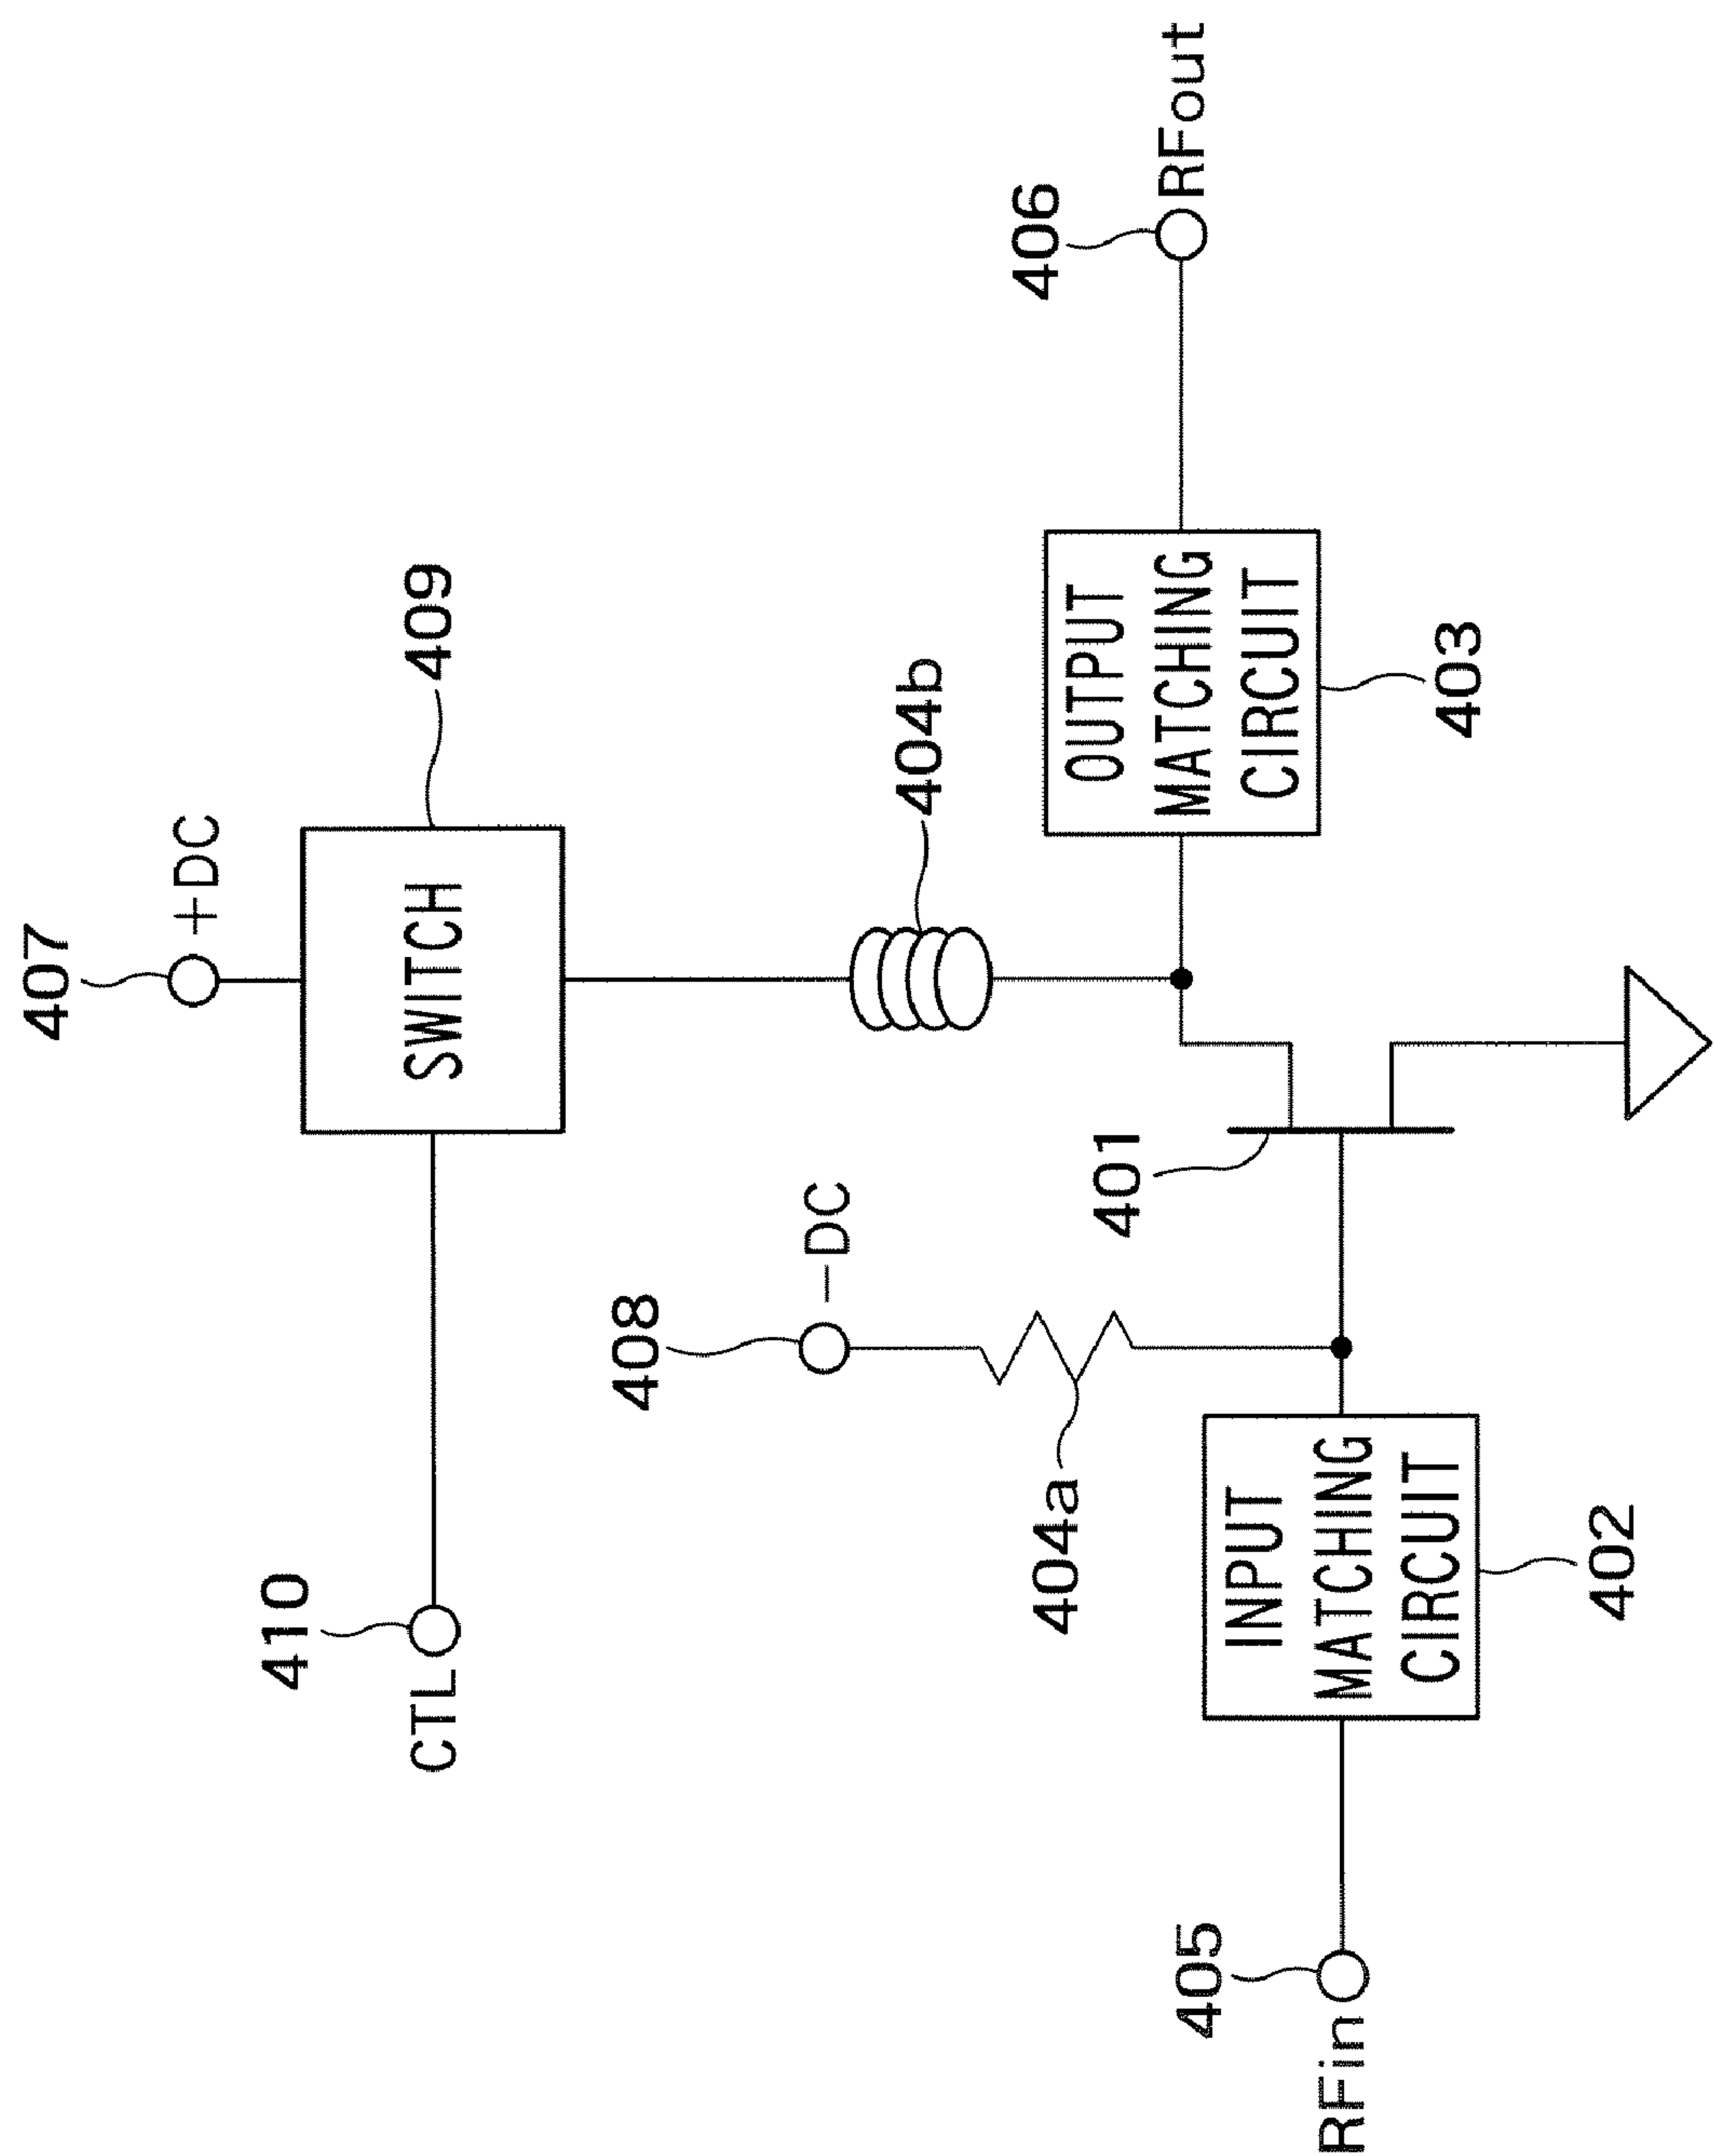 407
+DC
409
SWITCH
410
CTL
404b
408
-DC
404a
406
RFout
OUTPUT
MATCHING
CIRCUIT
403
401
405
RFin
INPUT
MATCHING
CIRCUIT
402